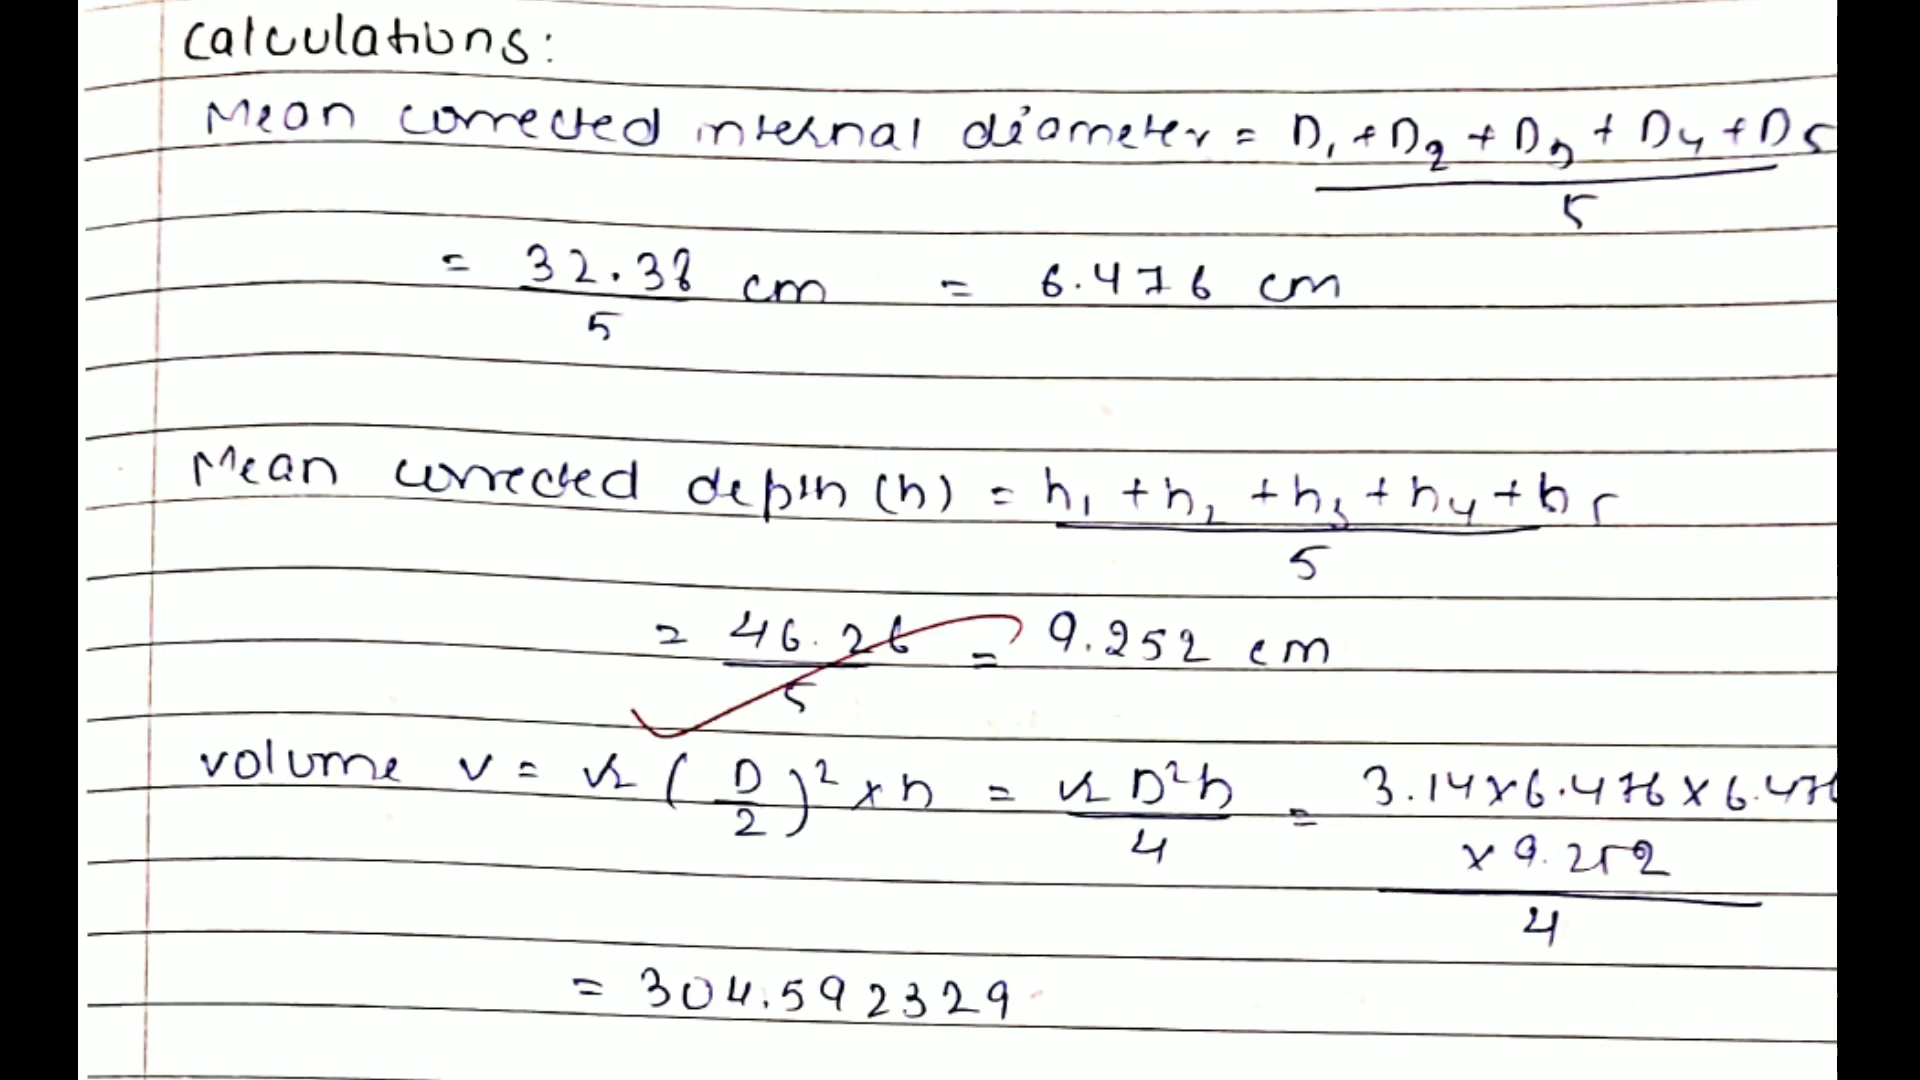 Calculations:
Mean corrected internal diameter = D₁ + D₂ + D₃ + D₄ + D₅
5
= 32.38 cm = 6.476 cm
5
Mean corrected depth (h) = h₁ + h₂ + h₃ + h₄ + h₅
5
= 46.26 = 9.252 cm
5
volume v = π (D/2)² × h = πD²h = 3.14 × 6.476 × 6.476
4
× 9.252
4
= 304.592329